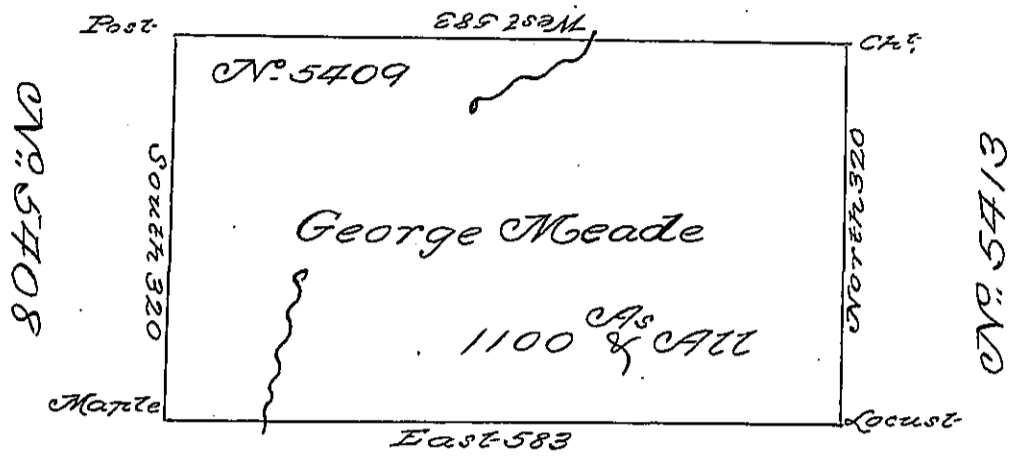 Post
West 583
Cht.
No. 5409
No. 5408
South 320
North 320
No. 5413
George Meade
1100 As & All
Maple
East 583
Locust